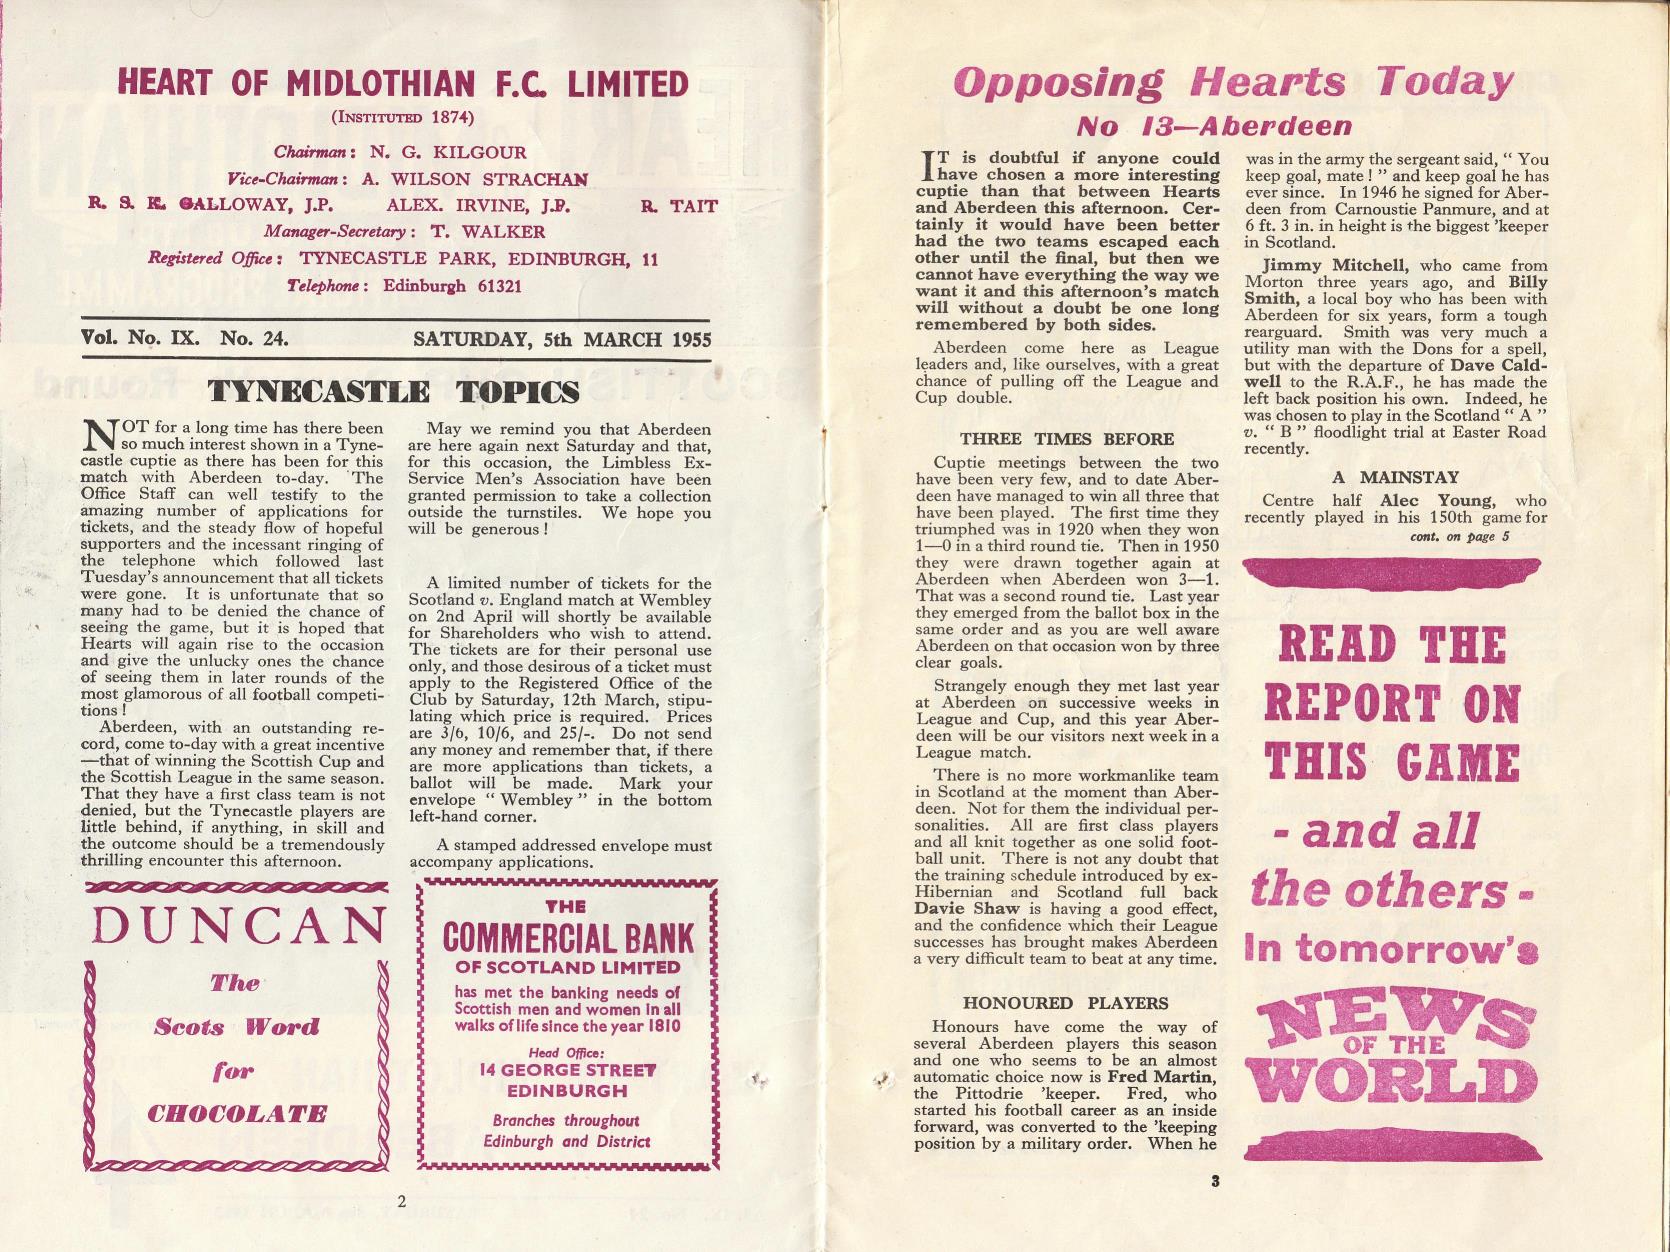 HEART OF MIDLOTHIAN F.C. LIMITED
(INSTITUTED 1874)
Chairman: N. G. KILGOUR
Vice-Chairman: A. WILSON STRACHAN
R. S. K. GALLOWAY, J.P. ALEX. IRVINE, J.P. R. TAIT
Manager-Secretary: T. WALKER
Registered Office: TYNECASTLE PARK, EDINBURGH, 11
Telephone: Edinburgh 61321
Vol. No. IX. No. 24. SATURDAY, 5th MARCH 1955
TYNECASTLE TOPICS
NOT for a long time has there been
so much interest shown in a Tyne-
castle cuptie as there has been for this
match with Aberdeen to-day. The
Office Staff can well testify to the
amazing number of applications for
tickets, and the steady flow of hopeful
supporters and the incessant ringing of
the telephone which followed last
Tuesday's announcement that all tickets
were gone. It is unfortunate that so
many had to be denied the chance of
seeing the game, but it is hoped that
Hearts will again rise to the occasion
and give the unlucky ones the chance
of seeing them in later rounds of the
most glamorous of all football competi-
tions!
Aberdeen, with an outstanding re-
cord, come to-day with a great incentive
—that of winning the Scottish Cup and
the Scottish League in the same season.
That they have a first class team is not
denied, but the Tynecastle players are
little behind, if anything, in skill and
the outcome should be a tremendously
thrilling encounter this afternoon.
May we remind you that Aberdeen
are here again next Saturday and that,
for this occasion, the Limbless Ex-
Service Men's Association have been
granted permission to take a collection
outside the turnstiles. We hope you
will be generous!
A limited number of tickets for the
Scotland v. England match at Wembley
on 2nd April will shortly be available
for Shareholders who wish to attend.
The tickets are for their personal use
only, and those desirous of a ticket must
apply to the Registered Office of the
Club by Saturday, 12th March, stipu-
lating which price is required. Prices
are 3/6, 10/6, and 25/-. Do not send
any money and remember that, if there
are more applications than tickets, a
ballot will be made. Mark your
envelope " Wembley " in the bottom
left-hand corner.
A stamped addressed envelope must
accompany applications.
DUNCAN
The
Scots Word
for
CHOCOLATE
THE
COMMERCIAL BANK
OF SCOTLAND LIMITED
has met the banking needs of
Scottish men and women in all
walks of life since the year 1810
Head Office:
14 GEORGE STREET
EDINBURGH
Branches throughout
Edinburgh and District
2
Opposing Hearts Today
No 13—Aberdeen
IT is doubtful if anyone could
have chosen a more interesting
cuptie than that between Hearts
and Aberdeen this afternoon. Cer-
tainly it would have been better
had the two teams escaped each
other until the final, but then we
cannot have everything the way we
want it and this afternoon's match
will without a doubt be one long
remembered by both sides.
Aberdeen come here as League
leaders and, like ourselves, with a great
chance of pulling off the League and
Cup double.
THREE TIMES BEFORE
Cuptie meetings between the two
have been very few, and to date Aber-
deen have managed to win all three that
have been played. The first time they
triumphed was in 1920 when they won
1—0 in a third round tie. Then in 1950
they were drawn together again at
Aberdeen when Aberdeen won 3—1.
That was a second round tie. Last year
they emerged from the ballot box in the
same order and as you are well aware
Aberdeen on that occasion won by three
clear goals.
Strangely enough they met last year
at Aberdeen on successive weeks in
League and Cup, and this year Aber-
deen will be our visitors next week in a
League match.
There is no more workmanlike team
in Scotland at the moment than Aber-
deen. Not for them the individual per-
sonalities. All are first class players
and all knit together as one solid foot-
ball unit. There is not any doubt that
the training schedule introduced by ex-
Hibernian and Scotland full back
Davie Shaw is having a good effect,
and the confidence which their League
successes has brought makes Aberdeen
a very difficult team to beat at any time.
HONOURED PLAYERS
Honours have come the way of
several Aberdeen players this season
and one who seems to be an almost
automatic choice now is Fred Martin,
the Pittodrie 'keeper. Fred, who
started his football career as an inside
forward, was converted to the 'keeping
position by a military order. When he
was in the army the sergeant said, " You
keep goal, mate! " and keep goal he has
ever since. In 1946 he signed for Aber-
deen from Carnoustie Panmure, and at
6 ft. 3 in. in height is the biggest 'keeper
in Scotland.
Jimmy Mitchell, who came from
Morton three years ago, and Billy
Smith, a local boy who has been with
Aberdeen for six years, form a tough
rearguard. Smith was very much a
utility man with the Dons for a spell,
but with the departure of Dave Cald-
well to the R.A.F., he has made the
left back position his own. Indeed, he
was chosen to play in the Scotland " A "
v. " B " floodlight trial at Easter Road
recently.
A MAINSTAY
Centre half Alec Young, who
recently played in his 150th game for
cont. on page 5
READ THE
REPORT ON
THIS GAME
- and all
the others -
In tomorrow's
NEWS
OF THE
WORLD
3